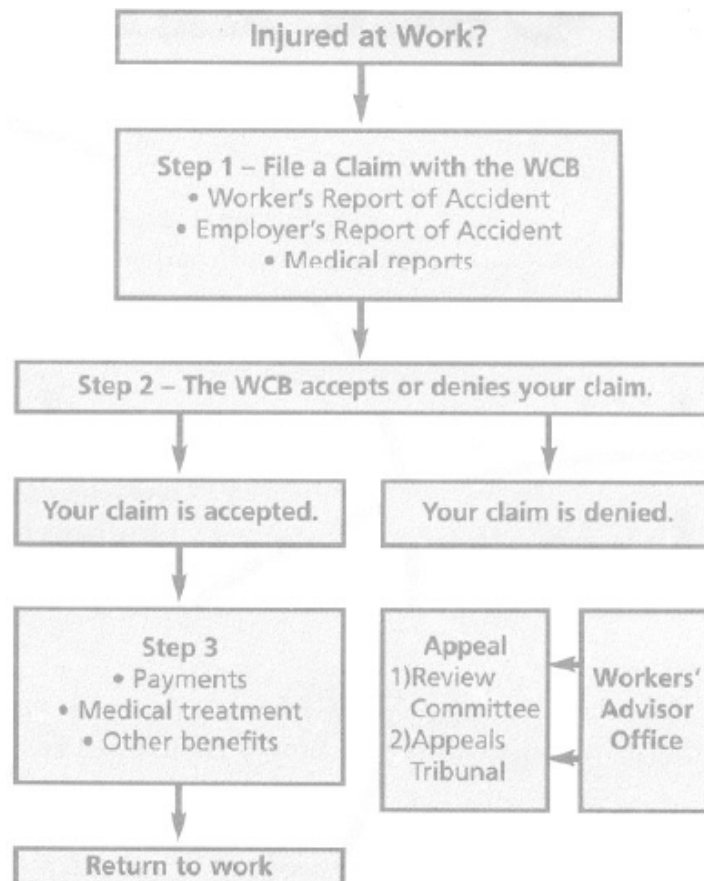 Injured at Work?
Step 1 – File a Claim with the WCB
• Worker's Report of Accident
• Employer's Report of Accident
• Medical reports
Step 2 – The WCB accepts or denies your claim.
Your claim is accepted.
Your claim is denied.
Step 3
• Payments
• Medical treatment
• Other benefits
Appeal
1)Review
Committee
2)Appeals
Tribunal
Workers'
Advisor
Office
Return to work